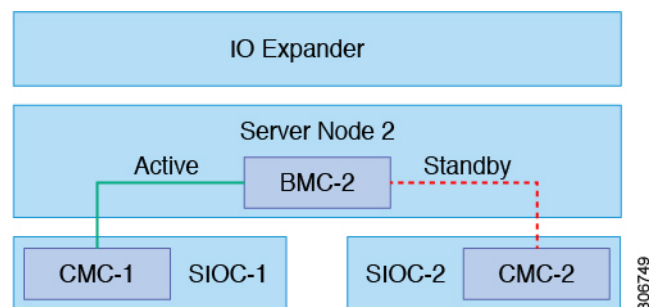 IO Expander
Server Node 2
Active
Standby
BMC-2
CMC-1
SIOC-1
SIOC-2
CMC-2
306749